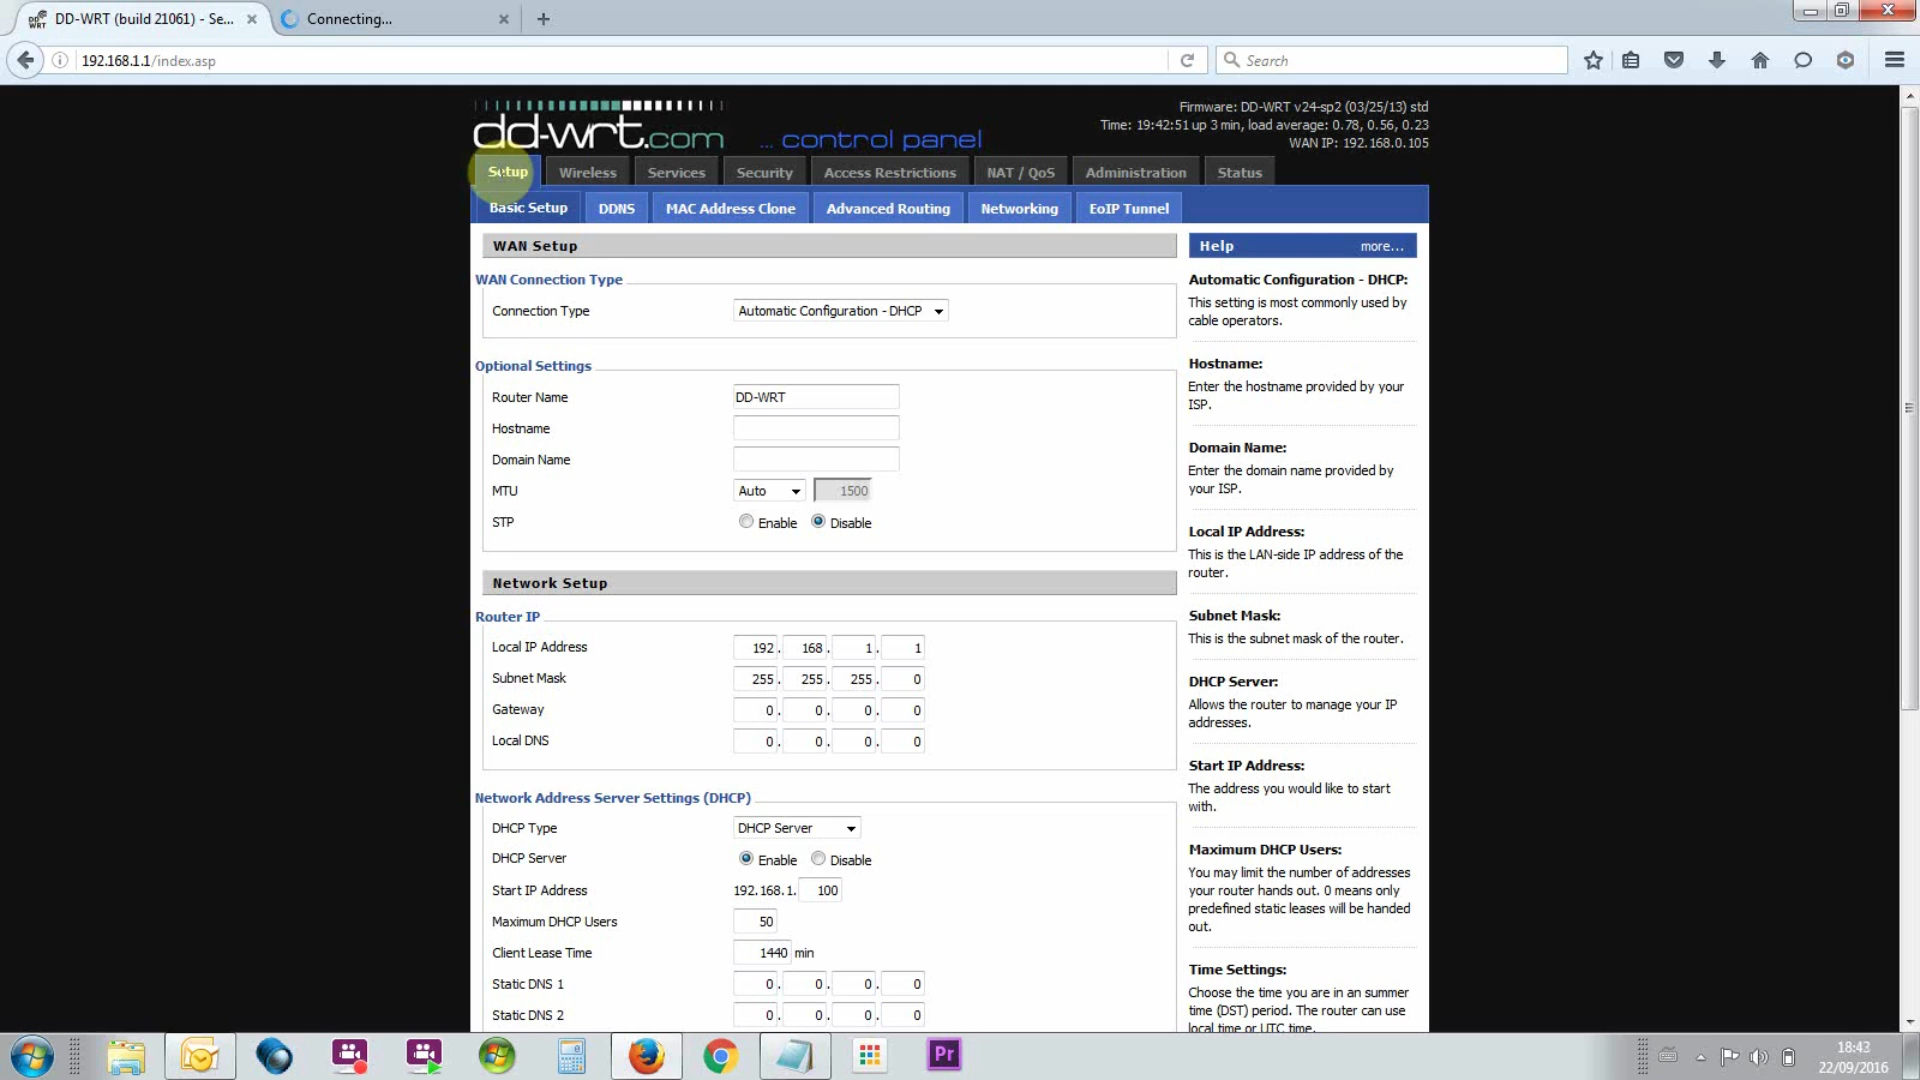 DD-WRT (build 21061) - Se...
Connecting...
192.168.1.1/index.asp
Search
dd-wrt.com
... control panel
Firmware: DD-WRT v24-sp2 (03/25/13) std
Time: 19:42:51 up 3 min, load average: 0.78, 0.56, 0.23
WAN IP: 192.168.0.105
Setup Wireless Services Security Access Restrictions NAT / QoS Administration Status
Basic Setup DDNS MAC Address Clone Advanced Routing Networking EoIP Tunnel
WAN Setup
WAN Connection Type
Connection Type Automatic Configuration - DHCP
Optional Settings
Router Name DD-WRT
Hostname
Domain Name
MTU Auto 1500
STP Enable Disable
Network Setup
Router IP
Local IP Address 192. 168. 1. 1
Subnet Mask 255. 255. 255. 0
Gateway 0. 0. 0. 0
Local DNS 0. 0. 0. 0
Network Address Server Settings (DHCP)
DHCP Type DHCP Server
DHCP Server Enable Disable
Start IP Address 192.168.1. 100
Maximum DHCP Users 50
Client Lease Time 1440 min
Static DNS 1 0. 0. 0. 0
Static DNS 2 0. 0. 0. 0
Help more...
Automatic Configuration - DHCP:
This setting is most commonly used by
cable operators.
Hostname:
Enter the hostname provided by your
ISP.
Domain Name:
Enter the domain name provided by
your ISP.
Local IP Address:
This is the LAN-side IP address of the
router.
Subnet Mask:
This is the subnet mask of the router.
DHCP Server:
Allows the router to manage your IP
addresses.
Start IP Address:
The address you would like to start
with.
Maximum DHCP Users:
You may limit the number of addresses
your router hands out. 0 means only
predefined static leases will be handed
out.
Time Settings:
Choose the time you are in an summer
time (DST) period. The router can use
local time or UTC time.
Pr
18:43
22/09/2016